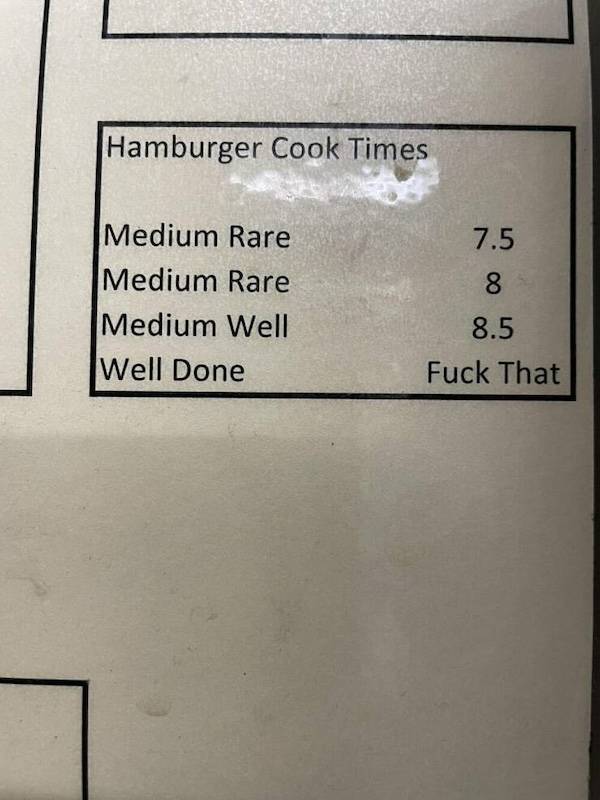 Hamburger Cook Times
Medium Rare 7.5
Medium Rare 8
Medium Well 8.5
Well Done Fuck That